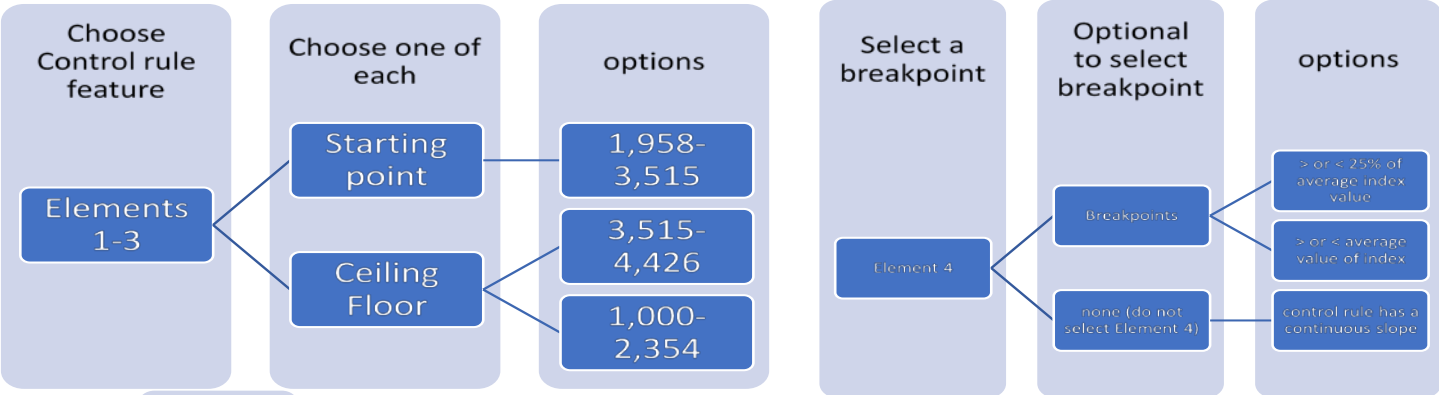 Choose
Control rule
feature
Choose one of
each
options
Elements
1-3
Starting
point
1,958-
3,515
Ceiling
Floor
3,515-
4,426
1,000-
2,354
Select a
breakpoint
Optional
to select
breakpoint
options
Element 4
Breakpoints
> or < 25% of
average index
value
> or < average
value of index
none (do not
select Element 4)
control rule has a
continuous slope